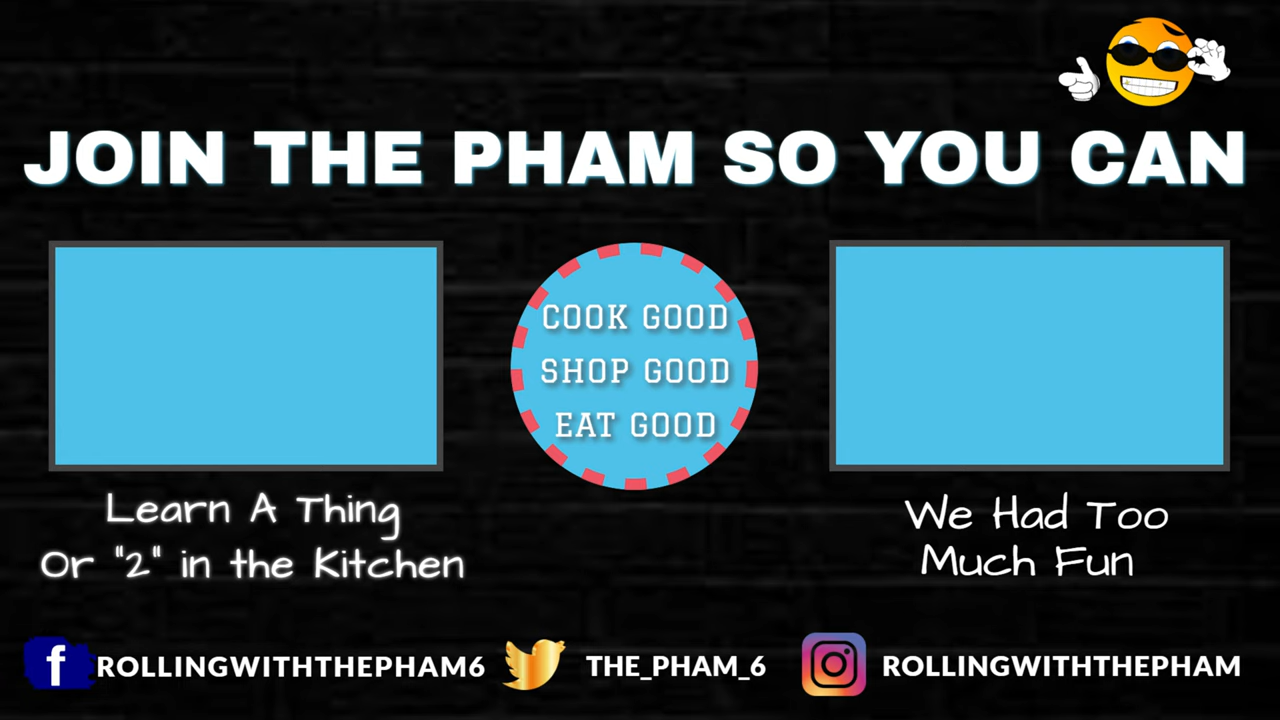 JOIN THE PHAM SO YOU CAN
COOK GOOD
SHOP GOOD
EAT GOOD
Learn A Thing
Or "2" in the Kitchen
We Had Too
Much Fun
f ROLLINGWITHTHEPHAM6 THE_PHAM_6 ROLLINGWITHTHEPHAM